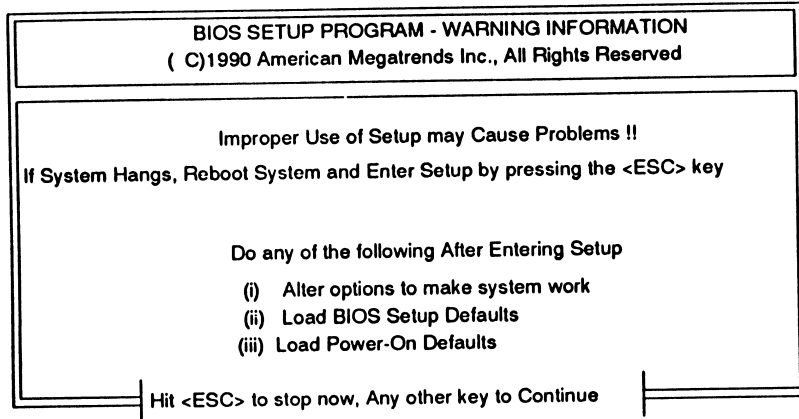 BIOS SETUP PROGRAM - WARNING INFORMATION
( C)1990 American Megatrends Inc., All Rights Reserved
Improper Use of Setup may Cause Problems !!
If System Hangs, Reboot System and Enter Setup by pressing the <ESC> key
Do any of the following After Entering Setup
(i) Alter options to make system work
(ii) Load BIOS Setup Defaults
(iii) Load Power-On Defaults
Hit <ESC> to stop now, Any other key to Continue